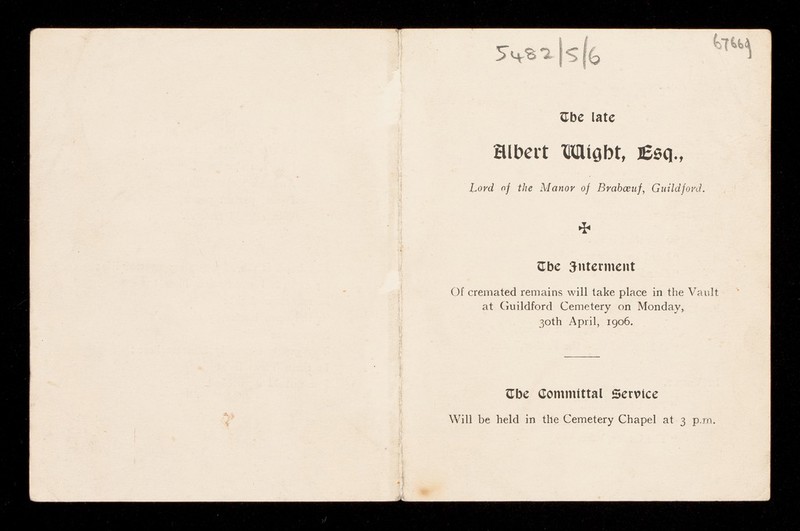 5482/5/6
6766g
The late
Albert Wight, Esq.,
Lord of the Manor of Brabœuf, Guildford.
The Interment
Of cremated remains will take place in the Vault
at Guildford Cemetery on Monday,
30th April, 1906.
The Committal Service
Will be held in the Cemetery Chapel at 3 p.m.